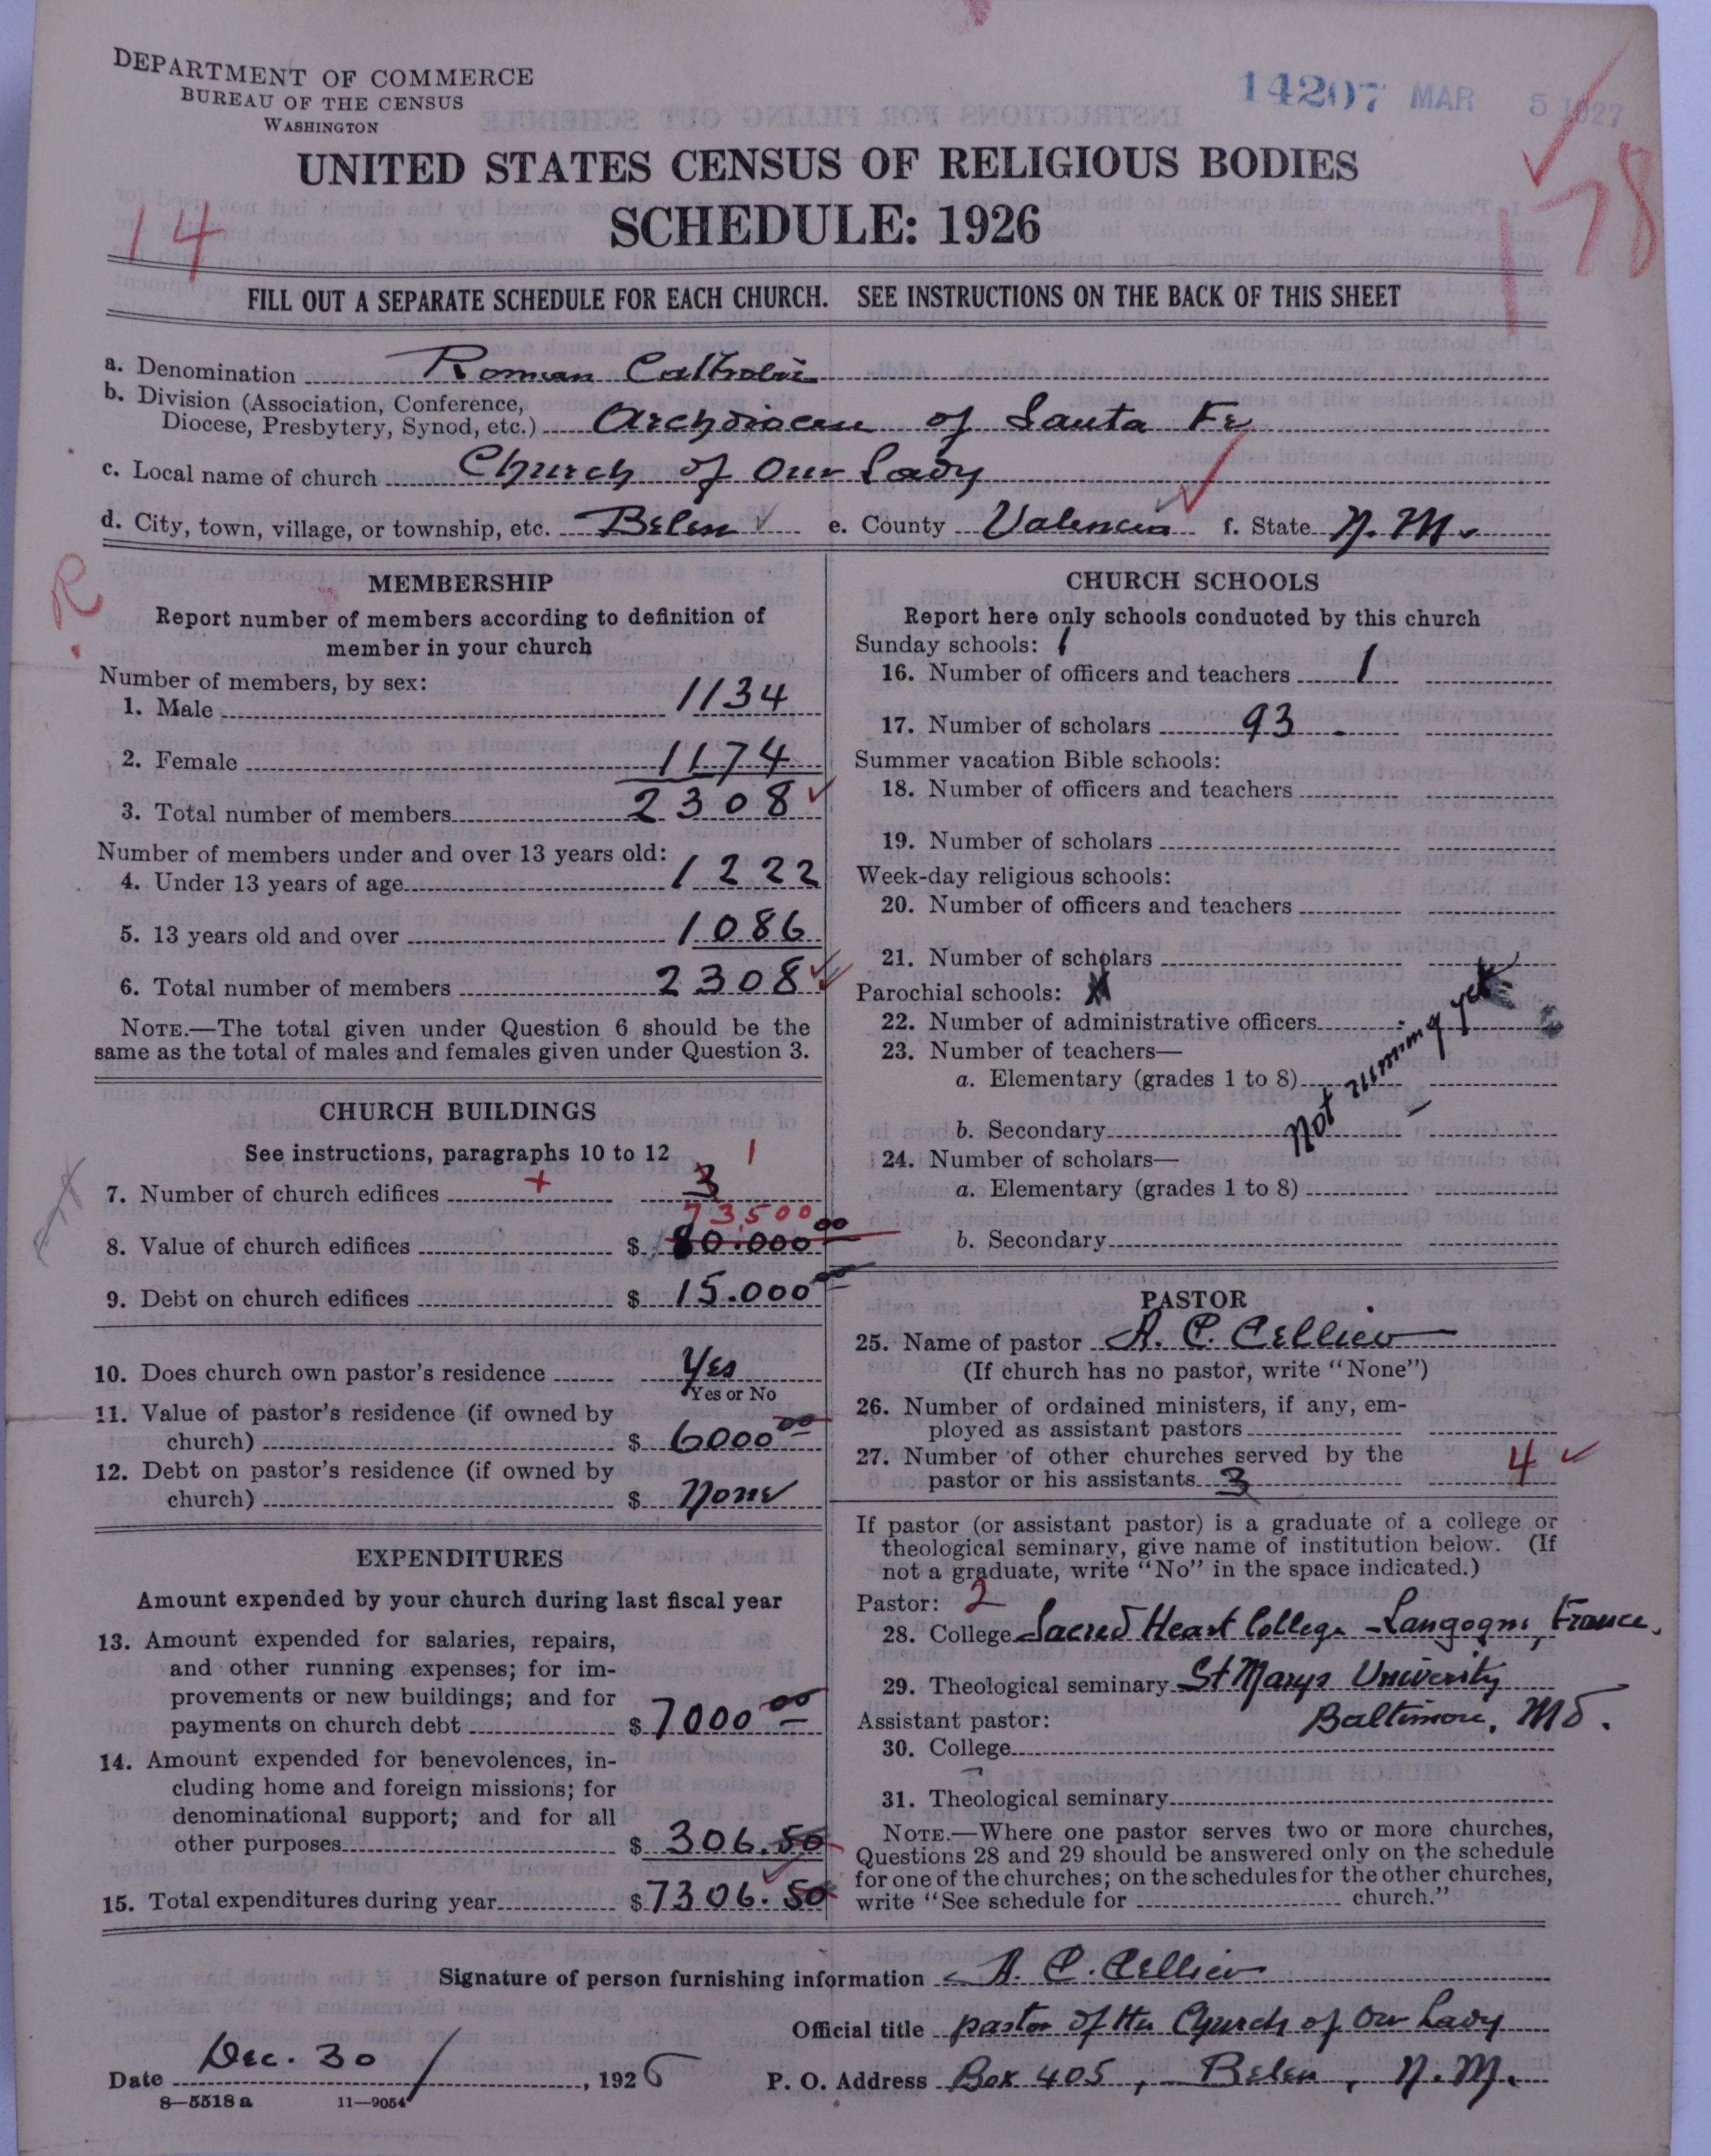 DEPARTMENT OF COMMERCE
BUREAU OF THE CENSUS
WASHINGTON
14207 MAR 5 1927
UNITED STATES CENSUS OF RELIGIOUS BODIES
SCHEDULE: 1926
14
178
FILL OUT A SEPARATE SCHEDULE FOR EACH CHURCH. SEE INSTRUCTIONS ON THE BACK OF THIS SHEET
a. Denomination Roman Catholic
b. Division (Association, Conference,
Diocese, Presbytery, Synod, etc.) Archdiocese of Santa Fe
c. Local name of church Church of Our Lady
d. City, town, village, or township, etc. Belen e. County Valencia f. State N. M.
R
MEMBERSHIP
Report number of members according to definition of
member in your church
Number of members, by sex:
1. Male 1134
2. Female 1174
3. Total number of members 2308
Number of members under and over 13 years old:
4. Under 13 years of age 1222
5. 13 years old and over 1086
6. Total number of members 2308
NOTE.—The total given under Question 6 should be the
same as the total of males and females given under Question 3.
CHURCH BUILDINGS
See instructions, paragraphs 10 to 12 1
7. Number of church edifices 3
73,500
8. Value of church edifices $ 80.000 00
9. Debt on church edifices $ 15.000 00
10. Does church own pastor's residence Yes
Yes or No
11. Value of pastor's residence (if owned by
church) $ 6000 00
12. Debt on pastor's residence (if owned by
church) $ None
EXPENDITURES
Amount expended by your church during last fiscal year
13. Amount expended for salaries, repairs,
and other running expenses; for im-
provements or new buildings; and for
payments on church debt $ 7000 00
14. Amount expended for benevolences, in-
cluding home and foreign missions; for
denominational support; and for all
other purposes $ 306.50
15. Total expenditures during year $ 7306.50
CHURCH SCHOOLS
Report here only schools conducted by this church
Sunday schools: 1
16. Number of officers and teachers 1
17. Number of scholars 93
Summer vacation Bible schools:
18. Number of officers and teachers
19. Number of scholars
Week-day religious schools:
20. Number of officers and teachers
21. Number of scholars
Parochial schools:
22. Number of administrative officers
23. Number of teachers—
a. Elementary (grades 1 to 8)
Not running yet
b. Secondary
24. Number of scholars—
a. Elementary (grades 1 to 8)
b. Secondary
PASTOR
25. Name of pastor A. C. Cellier
(If church has no pastor, write "None")
26. Number of ordained ministers, if any, em-
ployed as assistant pastors
27. Number of other churches served by the
pastor or his assistants 3 4
If pastor (or assistant pastor) is a graduate of a college or
theological seminary, give name of institution below. (If
not a graduate, write "No" in the space indicated.)
Pastor: 2
28. College Sacred Heart College - Langogne, France.
29. Theological seminary St Marys University
Assistant pastor: Baltimore, Md.
30. College
31. Theological seminary
NOTE.—Where one pastor serves two or more churches,
Questions 28 and 29 should be answered only on the schedule
for one of the churches; on the schedules for the other churches,
write "See schedule for church."
Signature of person furnishing information A. C. Cellier
Official title pastor of the Church of Our Lady
Date Dec. 30, 1926 P. O. Address Box 405, Belen, N. M.
8—5518a 11—9054